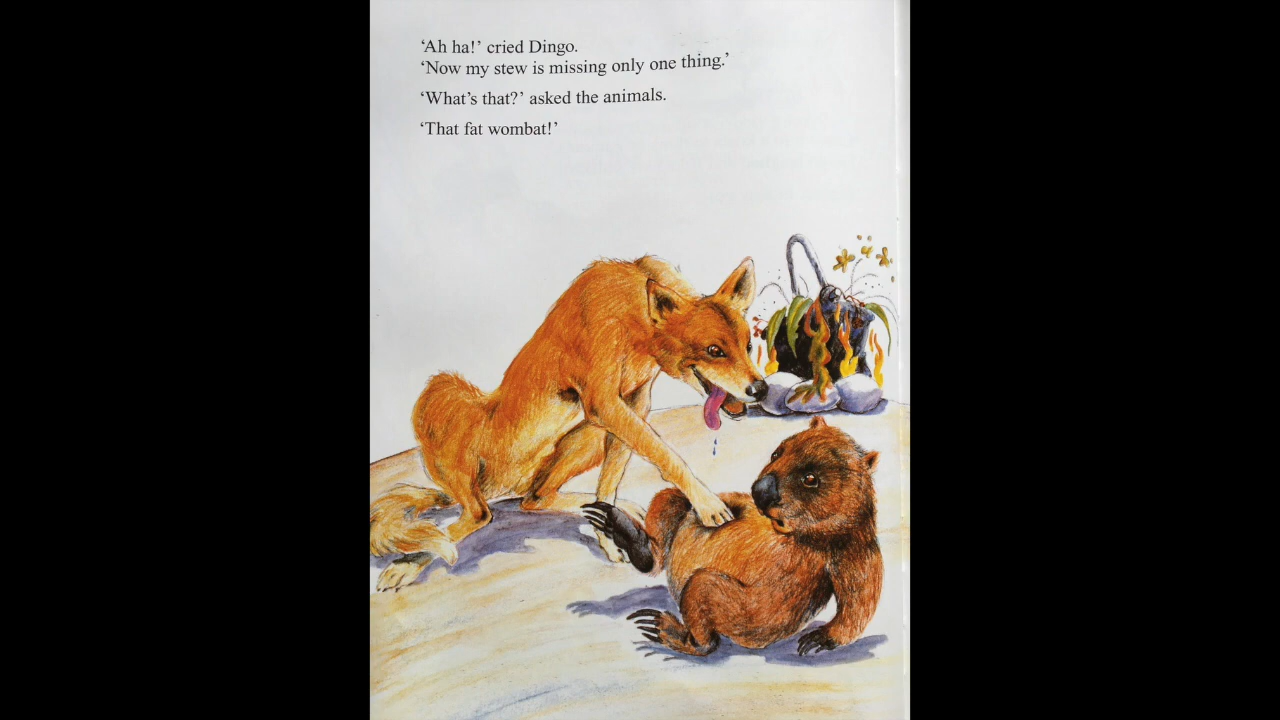 ‘Ah ha!’ cried Dingo.
‘Now my stew is missing only one thing.’
‘What’s that?’ asked the animals.
‘That fat wombat!’